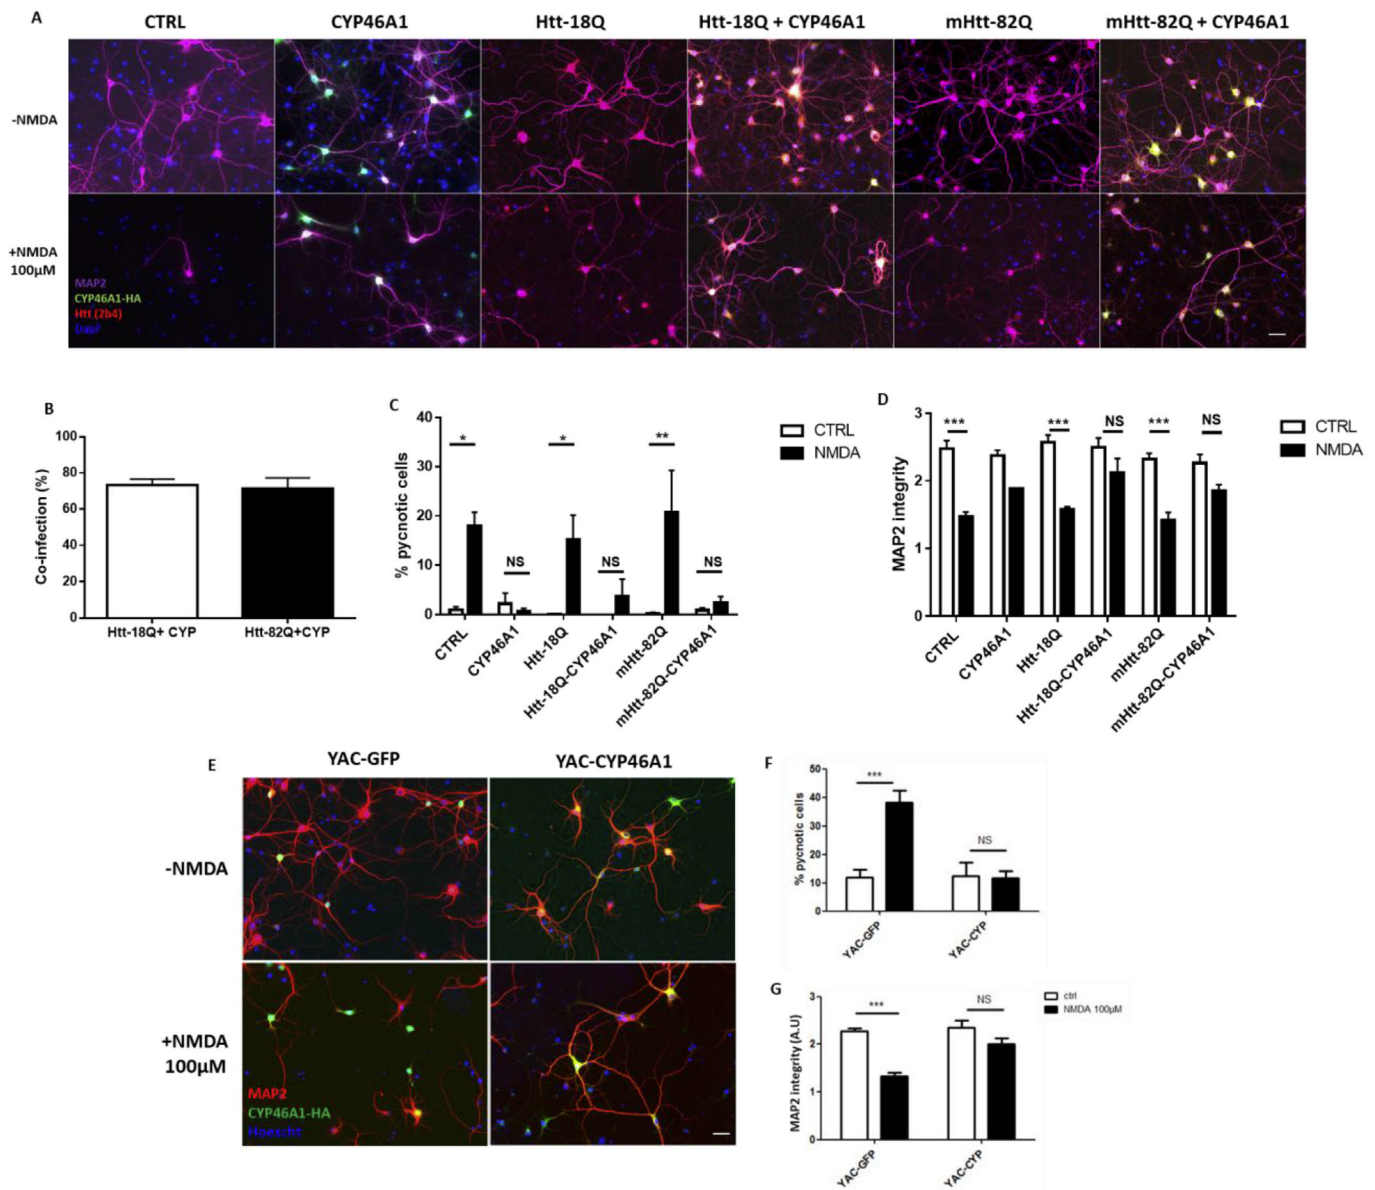 A
CTRL
CYP46A1
Htt-18Q
Htt-18Q + CYP46A1
mHtt-82Q
mHtt-82Q + CYP46A1
-NMDA
+NMDA
100μM
MAP2
CYP46A1-HA
Htt (2b4)
Dapi
B
Co-infection (%)
100
80
60
40
20
0
Htt-18Q+ CYP
Htt-82Q+CYP
C
% pycnotic cells
40
30
20
10
0
*
NS
*
NS
**
NS
CTRL
NMDA
CTRL
CYP46A1
Htt-18Q
Htt-18Q-CYP46A1
mHtt-82Q
mHtt-82Q-CYP46A1
D
MAP2 integrity
3
2
1
0
***
***
NS
***
NS
CTRL
NMDA
CTRL
CYP46A1
Htt-18Q
Htt-18Q-CYP46A1
mHtt-82Q
mHtt-82Q-CYP46A1
E
YAC-GFP
YAC-CYP46A1
-NMDA
+NMDA
100μM
MAP2
CYP46A1-HA
Hoescht
F
% pycnotic cells
50
40
30
20
10
0
***
NS
YAC-GFP
YAC-CYP
G
MAP2 integrity (A.U)
3
2
1
0
***
NS
ctrl
NMDA 100μM
YAC-GFP
YAC-CYP